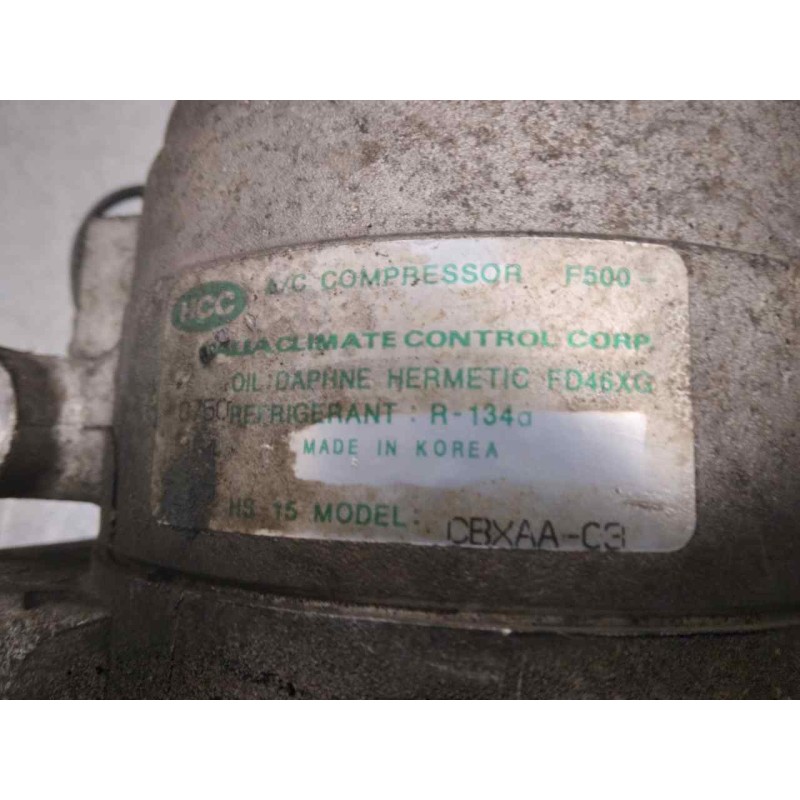 HCC A/C COMPRESSOR F500-
CLIMATE CONTROL CORP.
OIL:DAPHNE HERMETIC FD46XG
REFRIGERANT : R-134a
MADE IN KOREA
HS-15 MODEL: CBXAA-C3